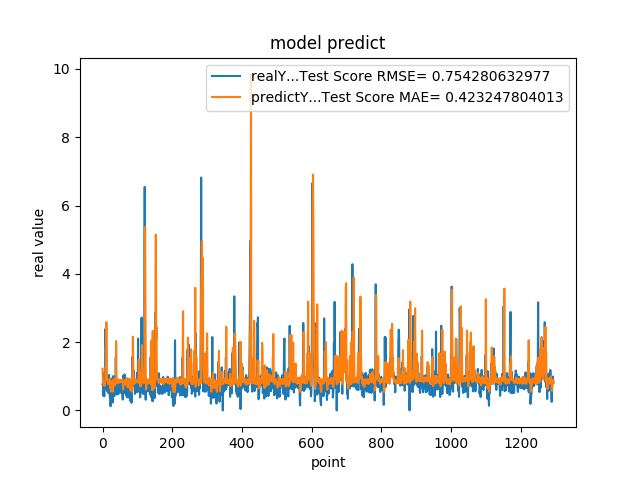 model predict
realY...Test Score RMSE= 0.754280632977
predictY...Test Score MAE= 0.423247804013
10
8
6
4
2
0
real value
0 200 400 600 800 1000 1200
point